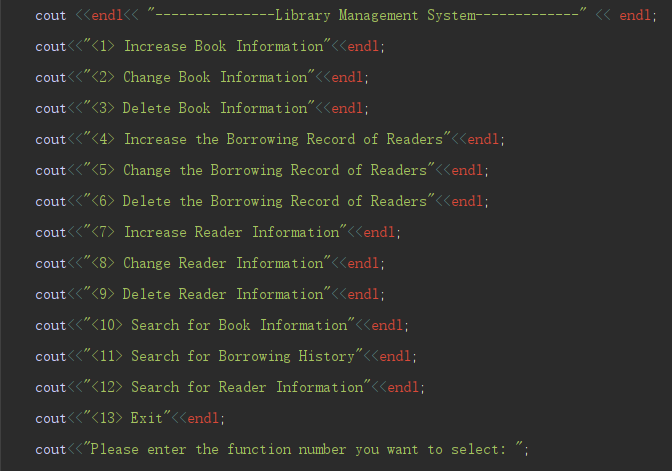 cout <<endl<< "---------------Library Management System-------------" << endl;
cout<<"<1> Increase Book Information"<<endl;
cout<<"<2> Change Book Information"<<endl;
cout<<"<3> Delete Book Information"<<endl;
cout<<"<4> Increase the Borrowing Record of Readers"<<endl;
cout<<"<5> Change the Borrowing Record of Readers"<<endl;
cout<<"<6> Delete the Borrowing Record of Readers"<<endl;
cout<<"<7> Increase Reader Information"<<endl;
cout<<"<8> Change Reader Information"<<endl;
cout<<"<9> Delete Reader Information"<<endl;
cout<<"<10> Search for Book Information"<<endl;
cout<<"<11> Search for Borrowing History"<<endl;
cout<<"<12> Search for Reader Information"<<endl;
cout<<"<13> Exit"<<endl;
cout<<"Please enter the function number you want to select: ";